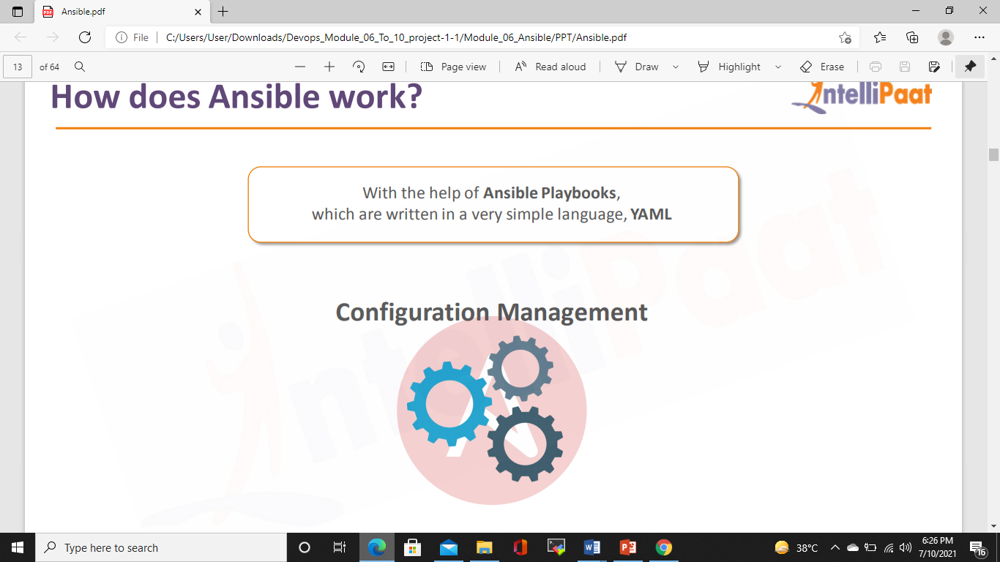 Ansible.pdf
File
C:/Users/User/Downloads/Devops_Module_06_To_10_project-1-1/Module_06_Ansible/PPT/Ansible.pdf
13 of 64
Page view
Read aloud
Draw
Highlight
Erase
How does Ansible work?
IntelliPaat
With the help of Ansible Playbooks,
which are written in a very simple language, YAML
IntelliPaat
Configuration Management
Type here to search
38°C
6:26 PM
7/10/2021
16